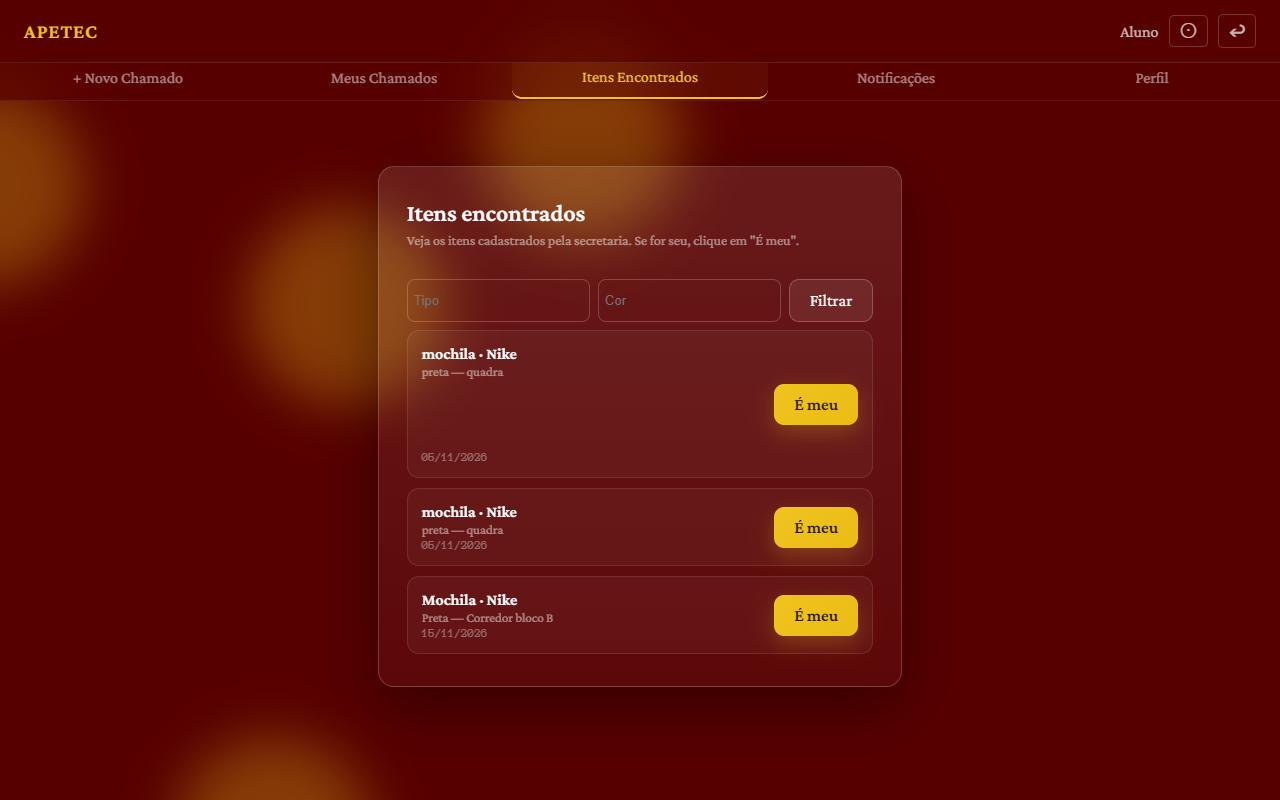 APETEC
Aluno
+ Novo Chamado
Meus Chamados
Itens Encontrados
Notificações
Perfil
Itens encontrados
Veja os itens cadastrados pela secretaria. Se for seu, clique em "É meu".
Tipo
Cor
Filtrar
mochila · Nike
preta — quadra
É meu
05/11/2026
mochila · Nike
preta — quadra
05/11/2026
É meu
Mochila · Nike
Preta — Corredor bloco B
15/11/2026
É meu